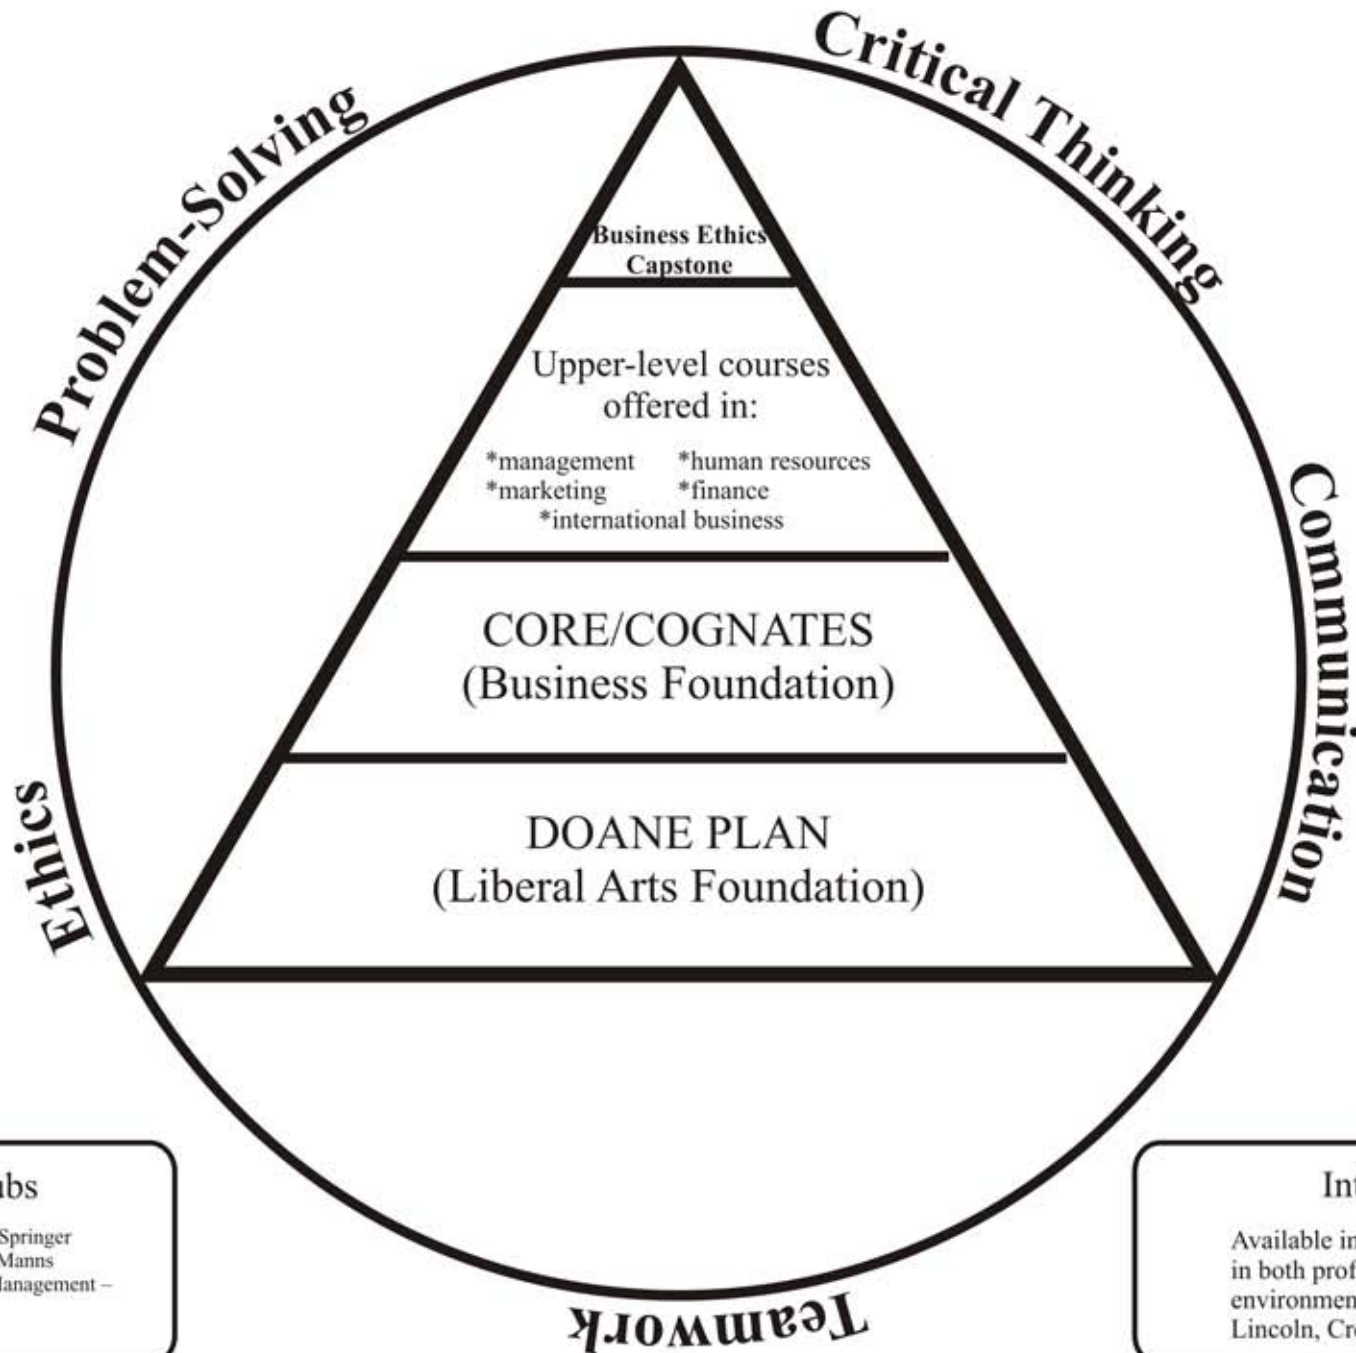 Critical Thinking
Problem-Solving
Business Ethics
Capstone
Upper-level courses
offered in:
*management *human resources
*marketing *finance
*international business
Communication
CORE/COGNATES
(Business Foundation)
Ethics
DOANE PLAN
(Liberal Arts Foundation)
Springer
Manns
Available in
in both
Lincoln,
Teamwork